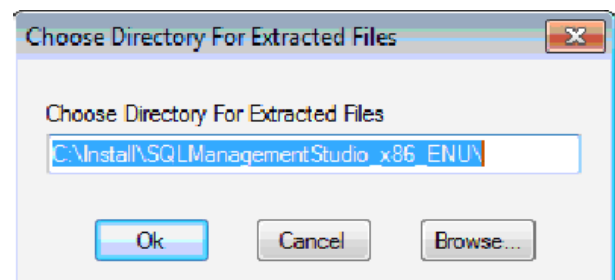 Choose Directory For Extracted Files
Choose Directory For Extracted Files
C:\Install\SQLManagementStudio_x86_ENU\
Ok Cancel Browse...